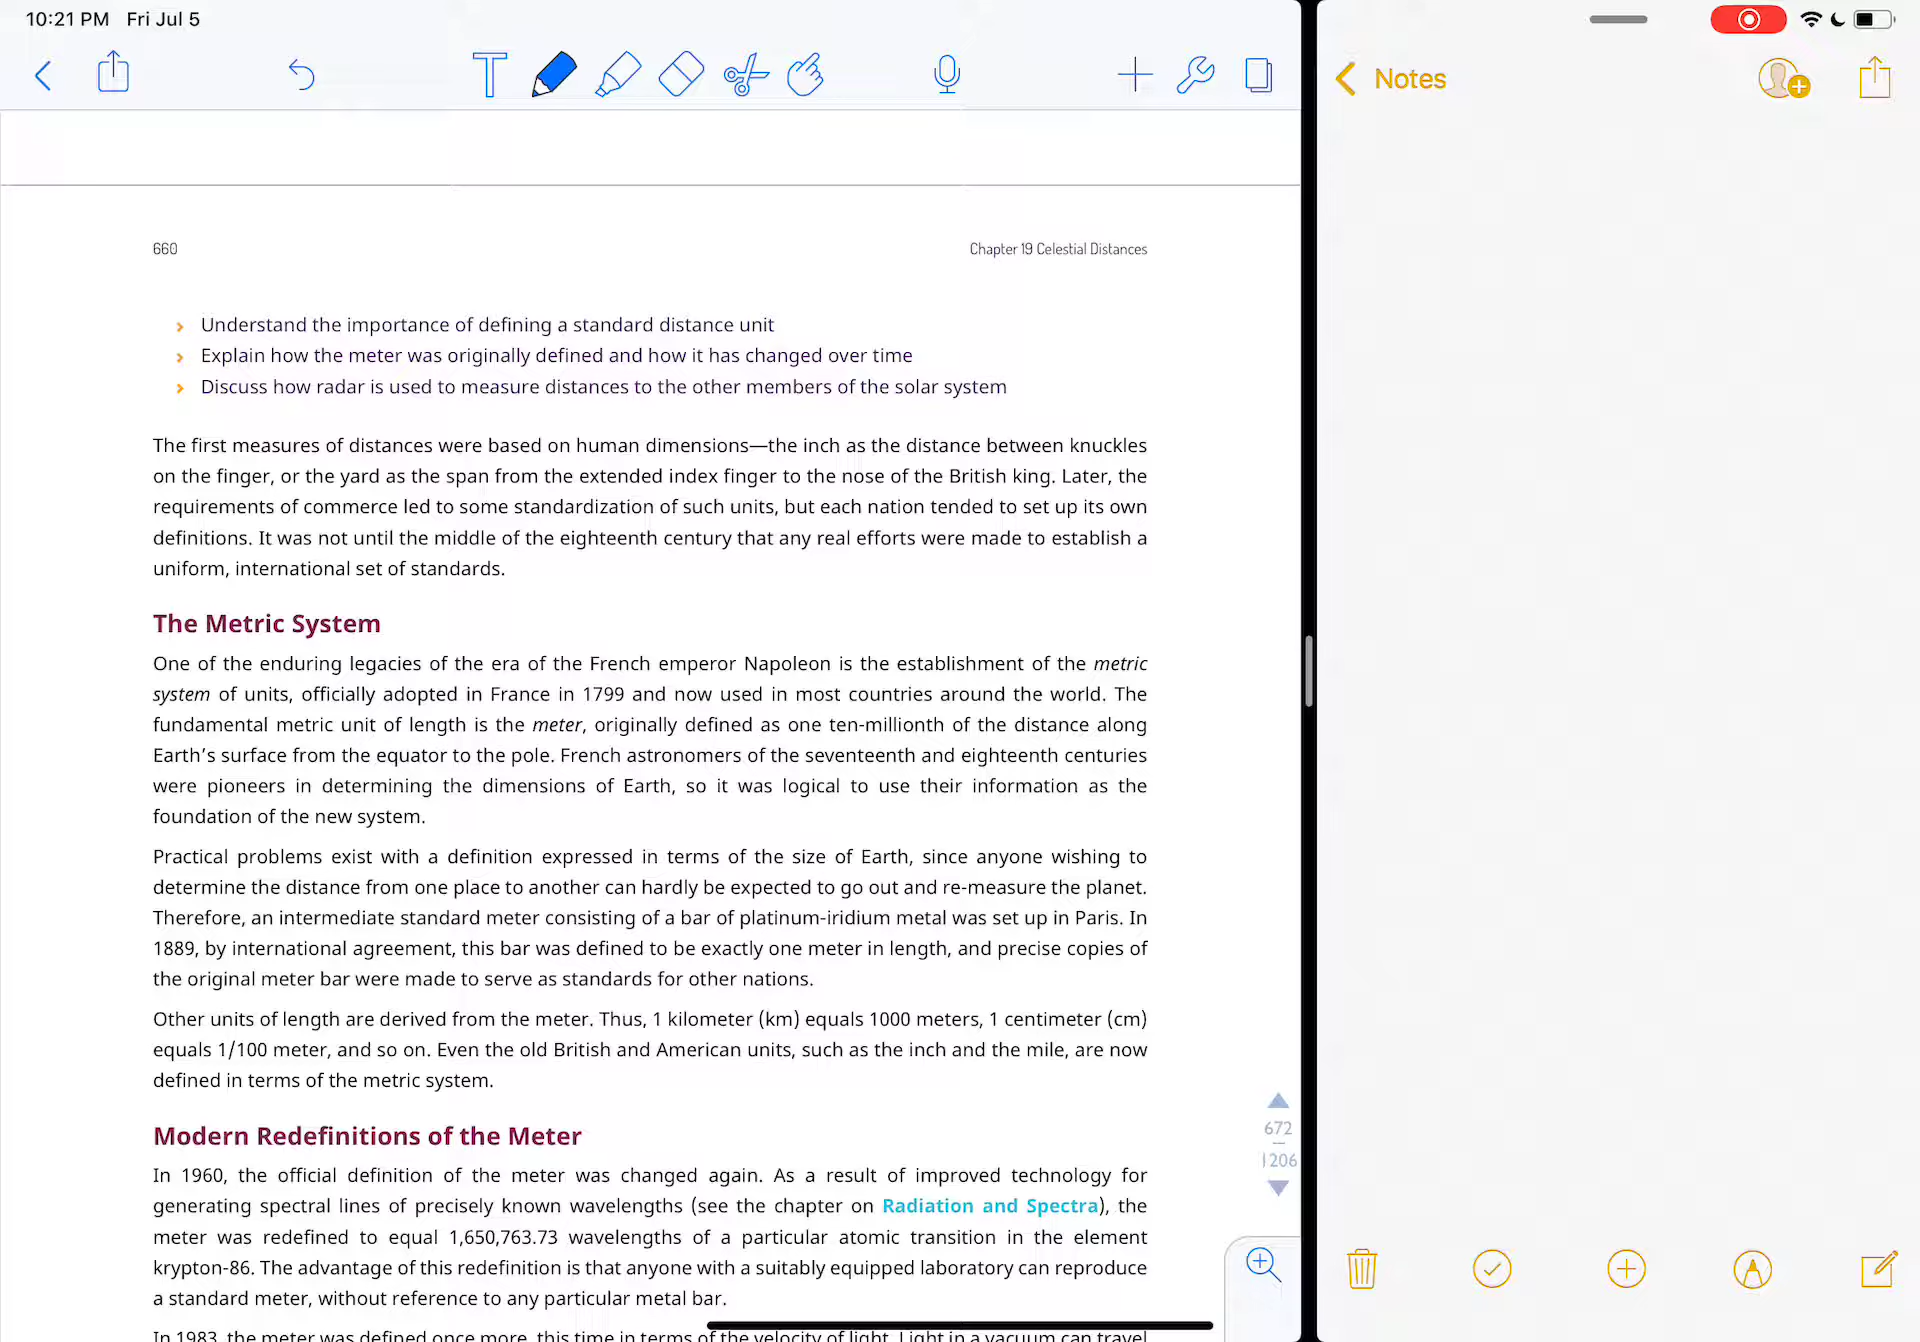 10:21 PM Fri Jul 5
Notes
660
Chapter 19 Celestial Distances
Understand the importance of defining a standard distance unit
Explain how the meter was originally defined and how it has changed over time
Discuss how radar is used to measure distances to the other members of the solar system
The first measures of distances were based on human dimensions—the inch as the distance between knuckles
on the finger, or the yard as the span from the extended index finger to the nose of the British king. Later, the
requirements of commerce led to some standardization of such units, but each nation tended to set up its own
definitions. It was not until the middle of the eighteenth century that any real efforts were made to establish a
uniform, international set of standards.
The Metric System
One of the enduring legacies of the era of the French emperor Napoleon is the establishment of the metric
system of units, officially adopted in France in 1799 and now used in most countries around the world. The
fundamental metric unit of length is the meter, originally defined as one ten-millionth of the distance along
Earth's surface from the equator to the pole. French astronomers of the seventeenth and eighteenth centuries
were pioneers in determining the dimensions of Earth, so it was logical to use their information as the
foundation of the new system.
Practical problems exist with a definition expressed in terms of the size of Earth, since anyone wishing to
determine the distance from one place to another can hardly be expected to go out and re-measure the planet.
Therefore, an intermediate standard meter consisting of a bar of platinum-iridium metal was set up in Paris. In
1889, by international agreement, this bar was defined to be exactly one meter in length, and precise copies of
the original meter bar were made to serve as standards for other nations.
Other units of length are derived from the meter. Thus, 1 kilometer (km) equals 1000 meters, 1 centimeter (cm)
equals 1/100 meter, and so on. Even the old British and American units, such as the inch and the mile, are now
defined in terms of the metric system.
672
1206
Modern Redefinitions of the Meter
In 1960, the official definition of the meter was changed again. As a result of improved technology for
generating spectral lines of precisely known wavelengths (see the chapter on Radiation and Spectra), the
meter was redefined to equal 1,650,763.73 wavelengths of a particular atomic transition in the element
krypton-86. The advantage of this redefinition is that anyone with a suitably equipped laboratory can reproduce
a standard meter, without reference to any particular metal bar.
In 1983, the meter was defined once more, this time in terms of the velocity of light. Light in a vacuum can travel